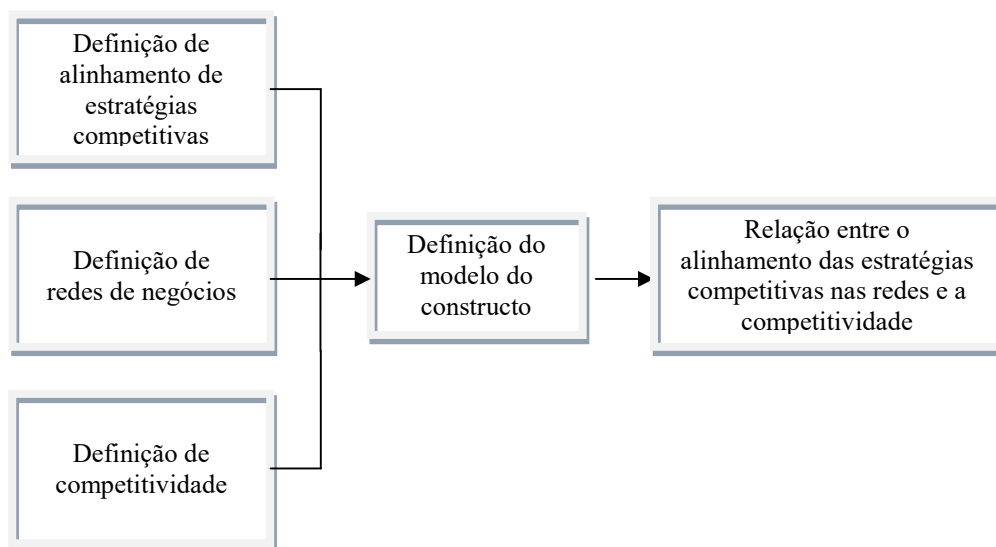 Definição de
alinhamento de
estratégias
competitivas
Definição de
redes de negócios
Definição de
competitividade
Definição do
modelo do
constructo
Relação entre o
alinhamento das estratégias
competitivas nas redes e a
competitividade